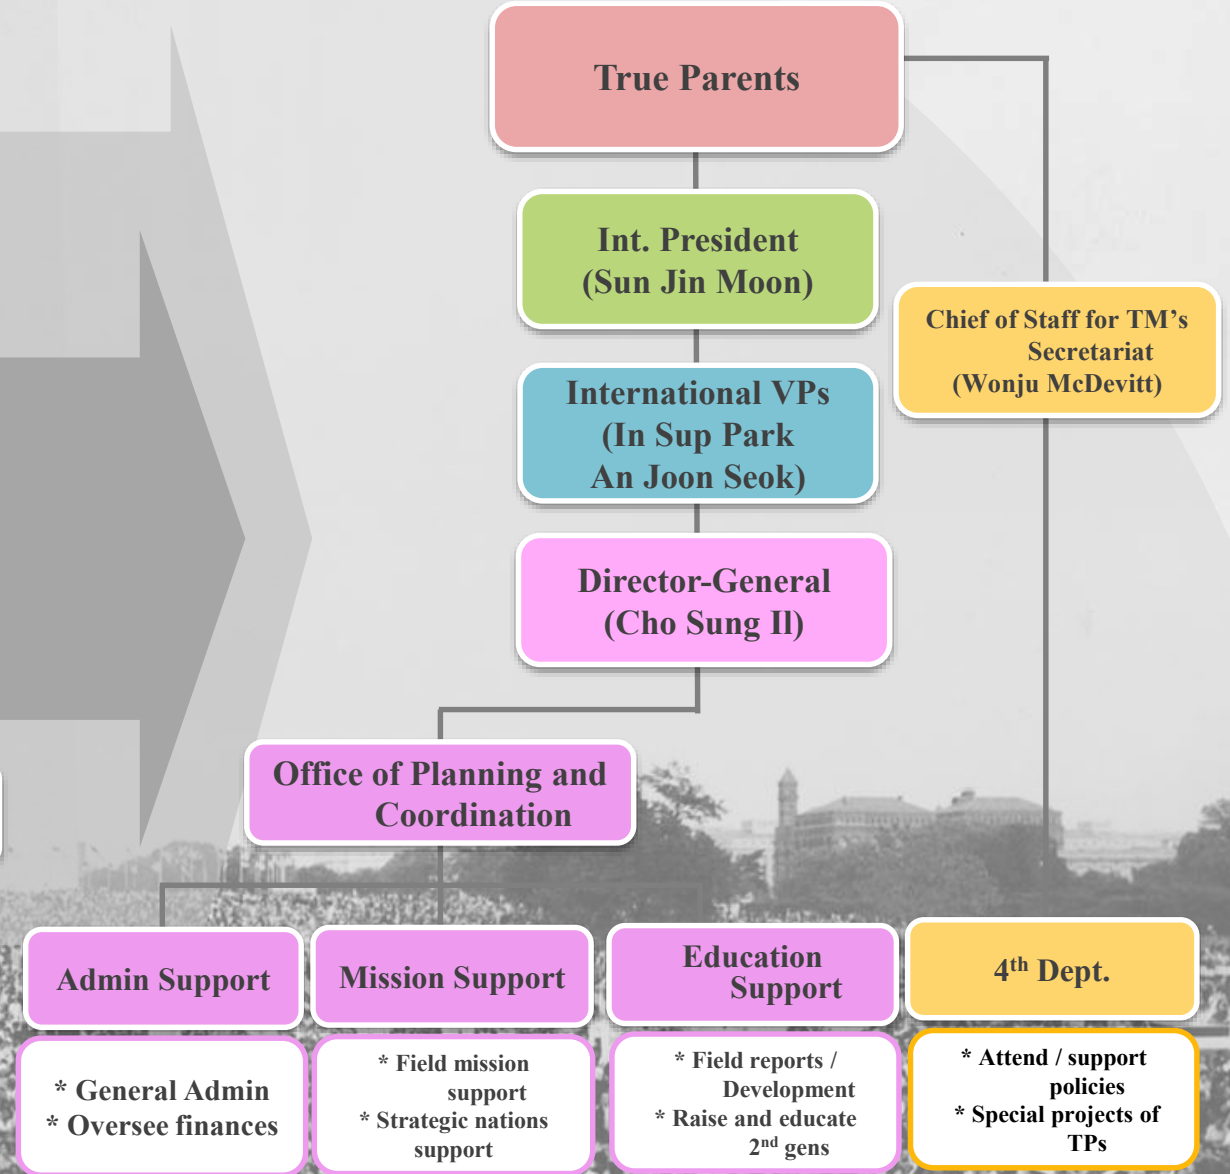 True Parents
Int. President
(Sun Jin Moon)
Chief of Staff for TM's
Secretariat
(Wonju McDevitt)
International VPs
(In Sup Park
An Joon Seok)
Director-General
(Cho Sung Il)
Office of Planning and
Coordination
Admin Support
* General Admin
* Oversee finances
Mission Support
* Field mission
support
* Strategic nations
support
Education
Support
* Field reports /
Development
* Raise and educate
2nd gens
4th Dept.
* Attend / support
policies
* Special projects of
TPs